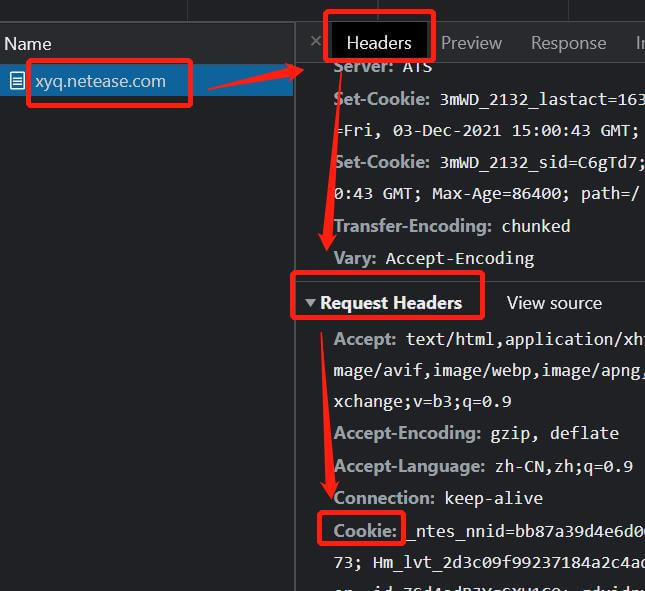 Name
xyq.netease.com
× Headers Preview Response
Server: ATS
Set-Cookie: 3mWD_2132_lastact=163
=Fri, 03-Dec-2021 15:00:43 GMT;
Set-Cookie: 3mWD_2132_sid=C6gTd7;
0:43 GMT; Max-Age=86400; path=/
Transfer-Encoding: chunked
Vary: Accept-Encoding
▼ Request Headers View source
Accept: text/html,application/xh
mage/avif,image/webp,image/apng,
xchange;v=b3;q=0.9
Accept-Encoding: gzip, deflate
Accept-Language: zh-CN,zh;q=0.9
Connection: keep-alive
Cookie: _ntes_nnid=bb87a39d4e6d0
73; Hm_lvt_2d3c09f99237184a2c4a